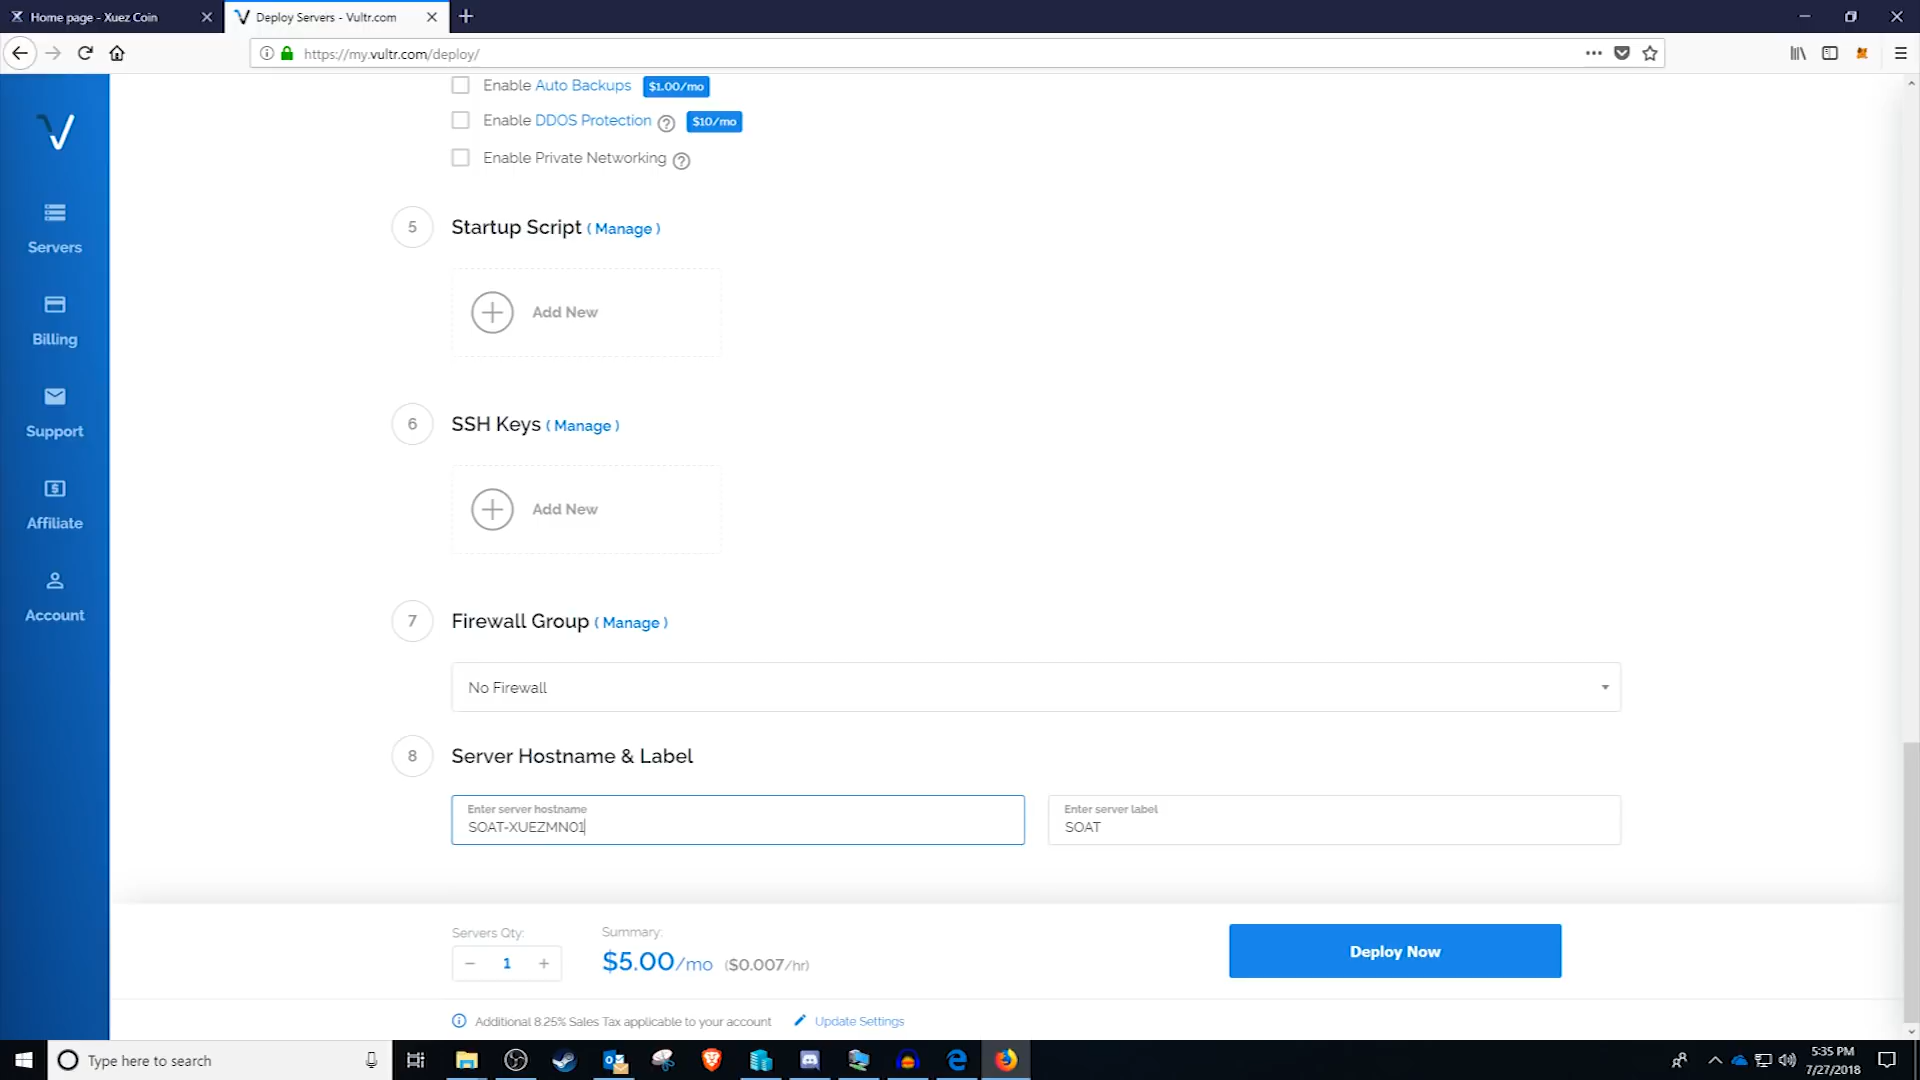 Home page - Xuez Coin
Deploy Servers - Vultr.com
https://my.vultr.com/deploy/
Enable Auto Backups $1.00/mo
Enable DDOS Protection ? $10/mo
Enable Private Networking ?
Servers
Billing
Support
Affiliate
Account
5 Startup Script ( Manage )
Add New
6 SSH Keys ( Manage )
Add New
7 Firewall Group ( Manage )
No Firewall
8 Server Hostname & Label
Enter server hostname
SOAT-XUEZMN01
Enter server label
SOAT
Servers Qty:
1
Summary:
$5.00/mo ($0.007/hr)
Deploy Now
Additional 8.25% Sales Tax applicable to your account Update Settings
Type here to search
5:35 PM
7/27/2018